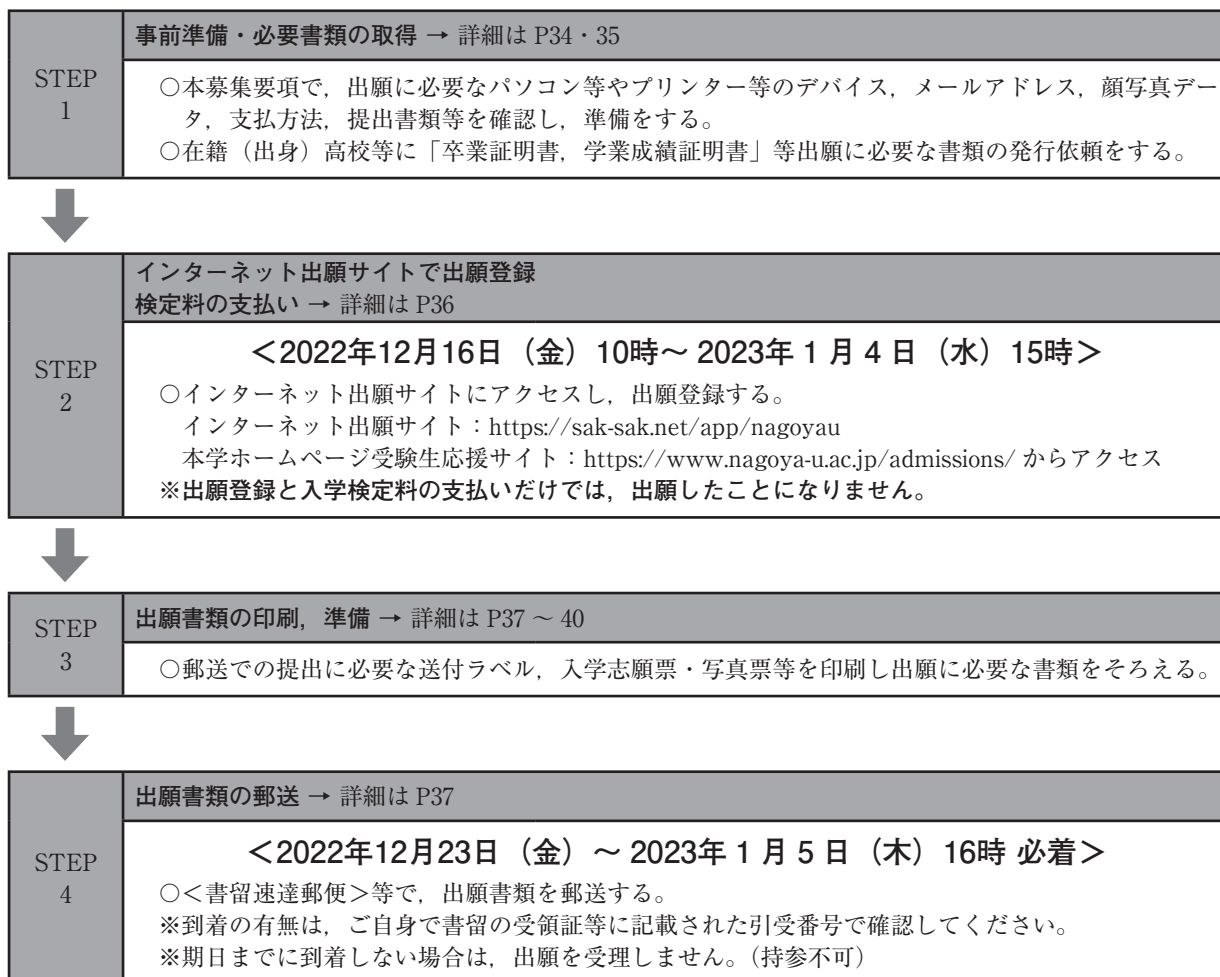 STEP
1
事前準備・必要書類の取得 → 詳細は P34・35
○本募集要項で，出願に必要なパソコン等やプリンター等のデバイス，メールアドレス，顔写真デー
タ，支払方法，提出書類等を確認し，準備をする。
○在籍（出身）高校等に「卒業証明書，学業成績証明書」等出願に必要な書類の発行依頼をする。
STEP
2
インターネット出願サイトで出願登録
検定料の支払い → 詳細は P36
＜2022年12月16日（金）10時～ 2023年 1 月 4 日（水）15時＞
○インターネット出願サイトにアクセスし，出願登録する。
インターネット出願サイト：https://sak-sak.net/app/nagoyau
本学ホームページ受験生応援サイト：https://www.nagoya-u.ac.jp/admissions/ からアクセス
※出願登録と入学検定料の支払いだけでは，出願したことになりません。
STEP
3
出願書類の印刷，準備 → 詳細は P37 ～ 40
○郵送での提出に必要な送付ラベル，入学志願票・写真票等を印刷し出願に必要な書類をそろえる。
STEP
4
出願書類の郵送 → 詳細は P37
＜2022年12月23日（金）～ 2023年 1 月 5 日（木）16時 必着＞
○＜書留速達郵便＞等で，出願書類を郵送する。
※到着の有無は，ご自身で書留の受領証等に記載された引受番号で確認してください。
※期日までに到着しない場合は，出願を受理しません。（持参不可）